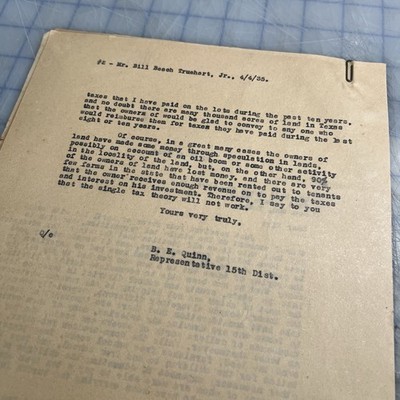 #2 - Mr. Bill Beech Truehart, Jr., 4/4/35.
taxes that I have paid on the lots during the past ten years,
and no doubt there are many thousand acres of land in Texas
that the owners of would be glad to convey to any one who
would reimburse them for taxes they have paid during the last
eight or ten years.
Of course, in a great many cases the owners of
land have made some money through speculation in lands,
possibly on account of an oil boom or some other activity
in the locality of the land, but, on the other hand, 90%
of the owners of land have lost money, and there are very
few farms in the state that have been rented out to tenants
that the owner receives enough revenue on to pay the taxes
and interest on his investment. Therefore, I say to you
that the single tax theory will not work.
Yours very truly,
Q/c
B. E. Quinn,
Representative 15th Dist.